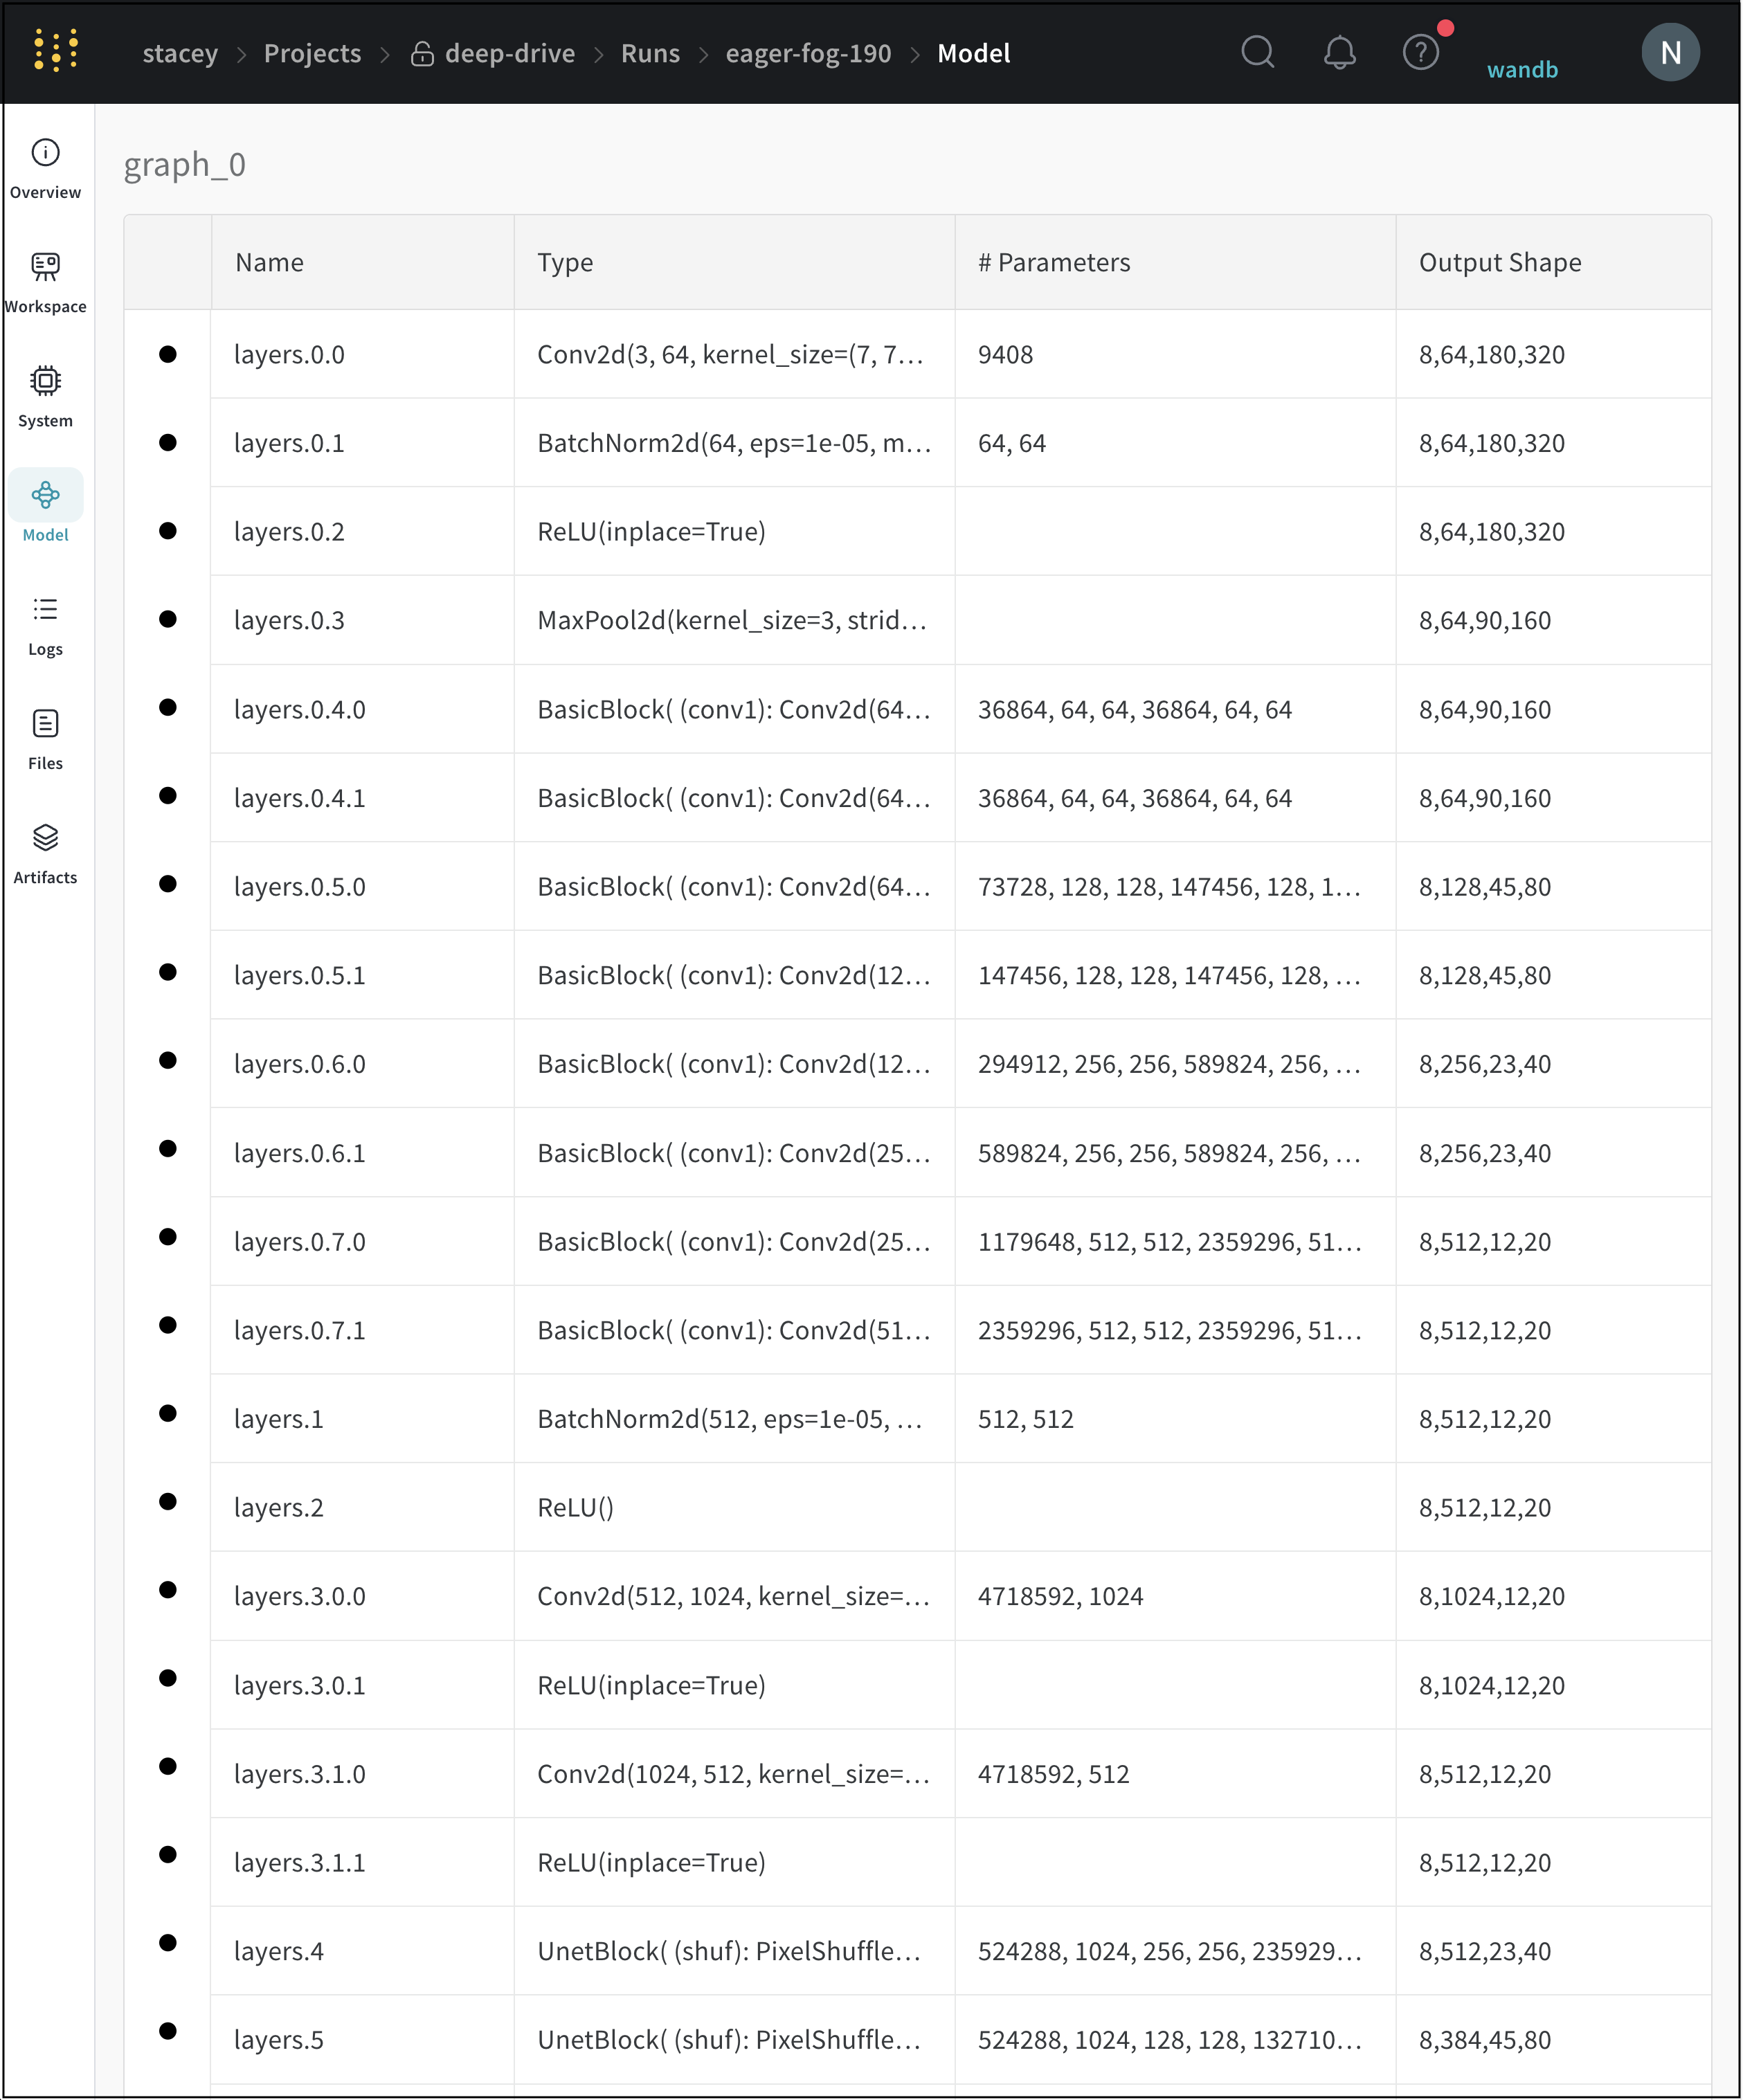 stacey > Projects > deep-drive > Runs > eager-fog-190 > Model
wandb
N
Overview
Workspace
System
Model
Logs
Files
Artifacts
graph_0
Name Type # Parameters Output Shape
layers.0.0 Conv2d(3, 64, kernel_size=(7, 7… 9408 8,64,180,320
layers.0.1 BatchNorm2d(64, eps=1e-05, m… 64, 64 8,64,180,320
layers.0.2 ReLU(inplace=True) 8,64,180,320
layers.0.3 MaxPool2d(kernel_size=3, strid… 8,64,90,160
layers.0.4.0 BasicBlock( (conv1): Conv2d(64… 36864, 64, 64, 36864, 64, 64 8,64,90,160
layers.0.4.1 BasicBlock( (conv1): Conv2d(64… 36864, 64, 64, 36864, 64, 64 8,64,90,160
layers.0.5.0 BasicBlock( (conv1): Conv2d(64… 73728, 128, 128, 147456, 128, 1… 8,128,45,80
layers.0.5.1 BasicBlock( (conv1): Conv2d(12… 147456, 128, 128, 147456, 128, … 8,128,45,80
layers.0.6.0 BasicBlock( (conv1): Conv2d(12… 294912, 256, 256, 589824, 256, … 8,256,23,40
layers.0.6.1 BasicBlock( (conv1): Conv2d(25… 589824, 256, 256, 589824, 256, … 8,256,23,40
layers.0.7.0 BasicBlock( (conv1): Conv2d(25… 1179648, 512, 512, 2359296, 51… 8,512,12,20
layers.0.7.1 BasicBlock( (conv1): Conv2d(51… 2359296, 512, 512, 2359296, 51… 8,512,12,20
layers.1 BatchNorm2d(512, eps=1e-05, … 512, 512 8,512,12,20
layers.2 ReLU() 8,512,12,20
layers.3.0.0 Conv2d(512, 1024, kernel_size=… 4718592, 1024 8,1024,12,20
layers.3.0.1 ReLU(inplace=True) 8,1024,12,20
layers.3.1.0 Conv2d(1024, 512, kernel_size=… 4718592, 512 8,512,12,20
layers.3.1.1 ReLU(inplace=True) 8,512,12,20
layers.4 UnetBlock( (shuf): PixelShuffle… 524288, 1024, 256, 256, 235929… 8,512,23,40
layers.5 UnetBlock( (shuf): PixelShuffle… 524288, 1024, 128, 128, 132710… 8,384,45,80